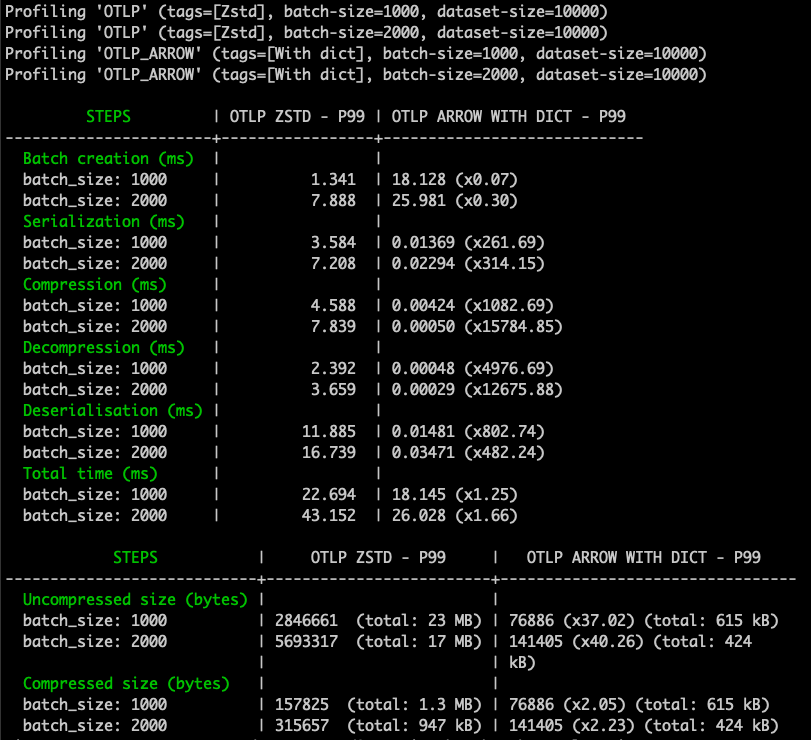 Profiling 'OTLP' (tags=[Zstd], batch-size=1000, dataset-size=10000)
Profiling 'OTLP' (tags=[Zstd], batch-size=2000, dataset-size=10000)
Profiling 'OTLP_ARROW' (tags=[With dict], batch-size=1000, dataset-size=10000)
Profiling 'OTLP_ARROW' (tags=[With dict], batch-size=2000, dataset-size=10000)
STEPS | OTLP ZSTD - P99 | OTLP ARROW WITH DICT - P99
-----------------------+-----------------+-----------------------------
Batch creation (ms) | |
batch_size: 1000 | 1.341 | 18.128 (x0.07)
batch_size: 2000 | 7.888 | 25.981 (x0.30)
Serialization (ms) | |
batch_size: 1000 | 3.584 | 0.01369 (x261.69)
batch_size: 2000 | 7.208 | 0.02294 (x314.15)
Compression (ms) | |
batch_size: 1000 | 4.588 | 0.00424 (x1082.69)
batch_size: 2000 | 7.839 | 0.00050 (x15784.85)
Decompression (ms) | |
batch_size: 1000 | 2.392 | 0.00048 (x4976.69)
batch_size: 2000 | 3.659 | 0.00029 (x12675.88)
Deserialisation (ms) | |
batch_size: 1000 | 11.885 | 0.01481 (x802.74)
batch_size: 2000 | 16.739 | 0.03471 (x482.24)
Total time (ms) | |
batch_size: 1000 | 22.694 | 18.145 (x1.25)
batch_size: 2000 | 43.152 | 26.028 (x1.66)
STEPS | OTLP ZSTD - P99 | OTLP ARROW WITH DICT - P99
----------------------------+-------------------------+---------------------------------
Uncompressed size (bytes) | |
batch_size: 1000 | 2846661 (total: 23 MB) | 76886 (x37.02) (total: 615 kB)
batch_size: 2000 | 5693317 (total: 17 MB) | 141405 (x40.26) (total: 424
| | kB)
Compressed size (bytes) | |
batch_size: 1000 | 157825 (total: 1.3 MB) | 76886 (x2.05) (total: 615 kB)
batch_size: 2000 | 315657 (total: 947 kB) | 141405 (x2.23) (total: 424 kB)